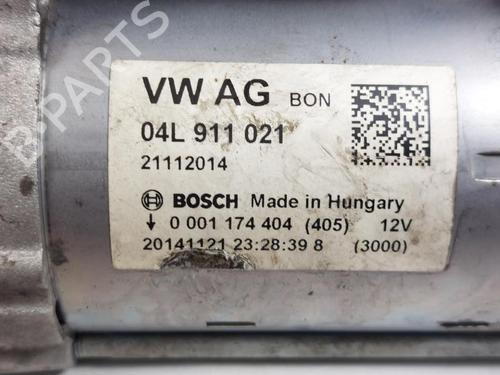 VW AG BON
04L 911 021
21112014
BOSCH Made in Hungary
↓ 0 001 174 404 (405) 12V
20141121 23:28:39 8 (3000)
B-PARTS